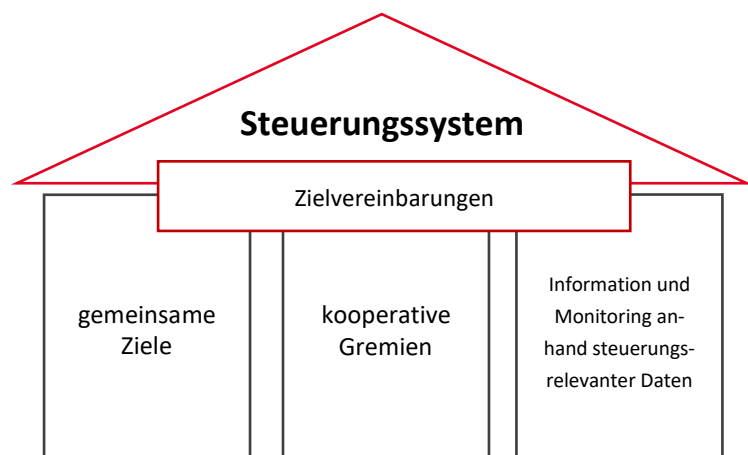 Steuerungssystem
Zielvereinbarungen
gemeinsame
Ziele
kooperative
Gremien
Information und
Monitoring an-
hand steuerungs-
relevanter Daten